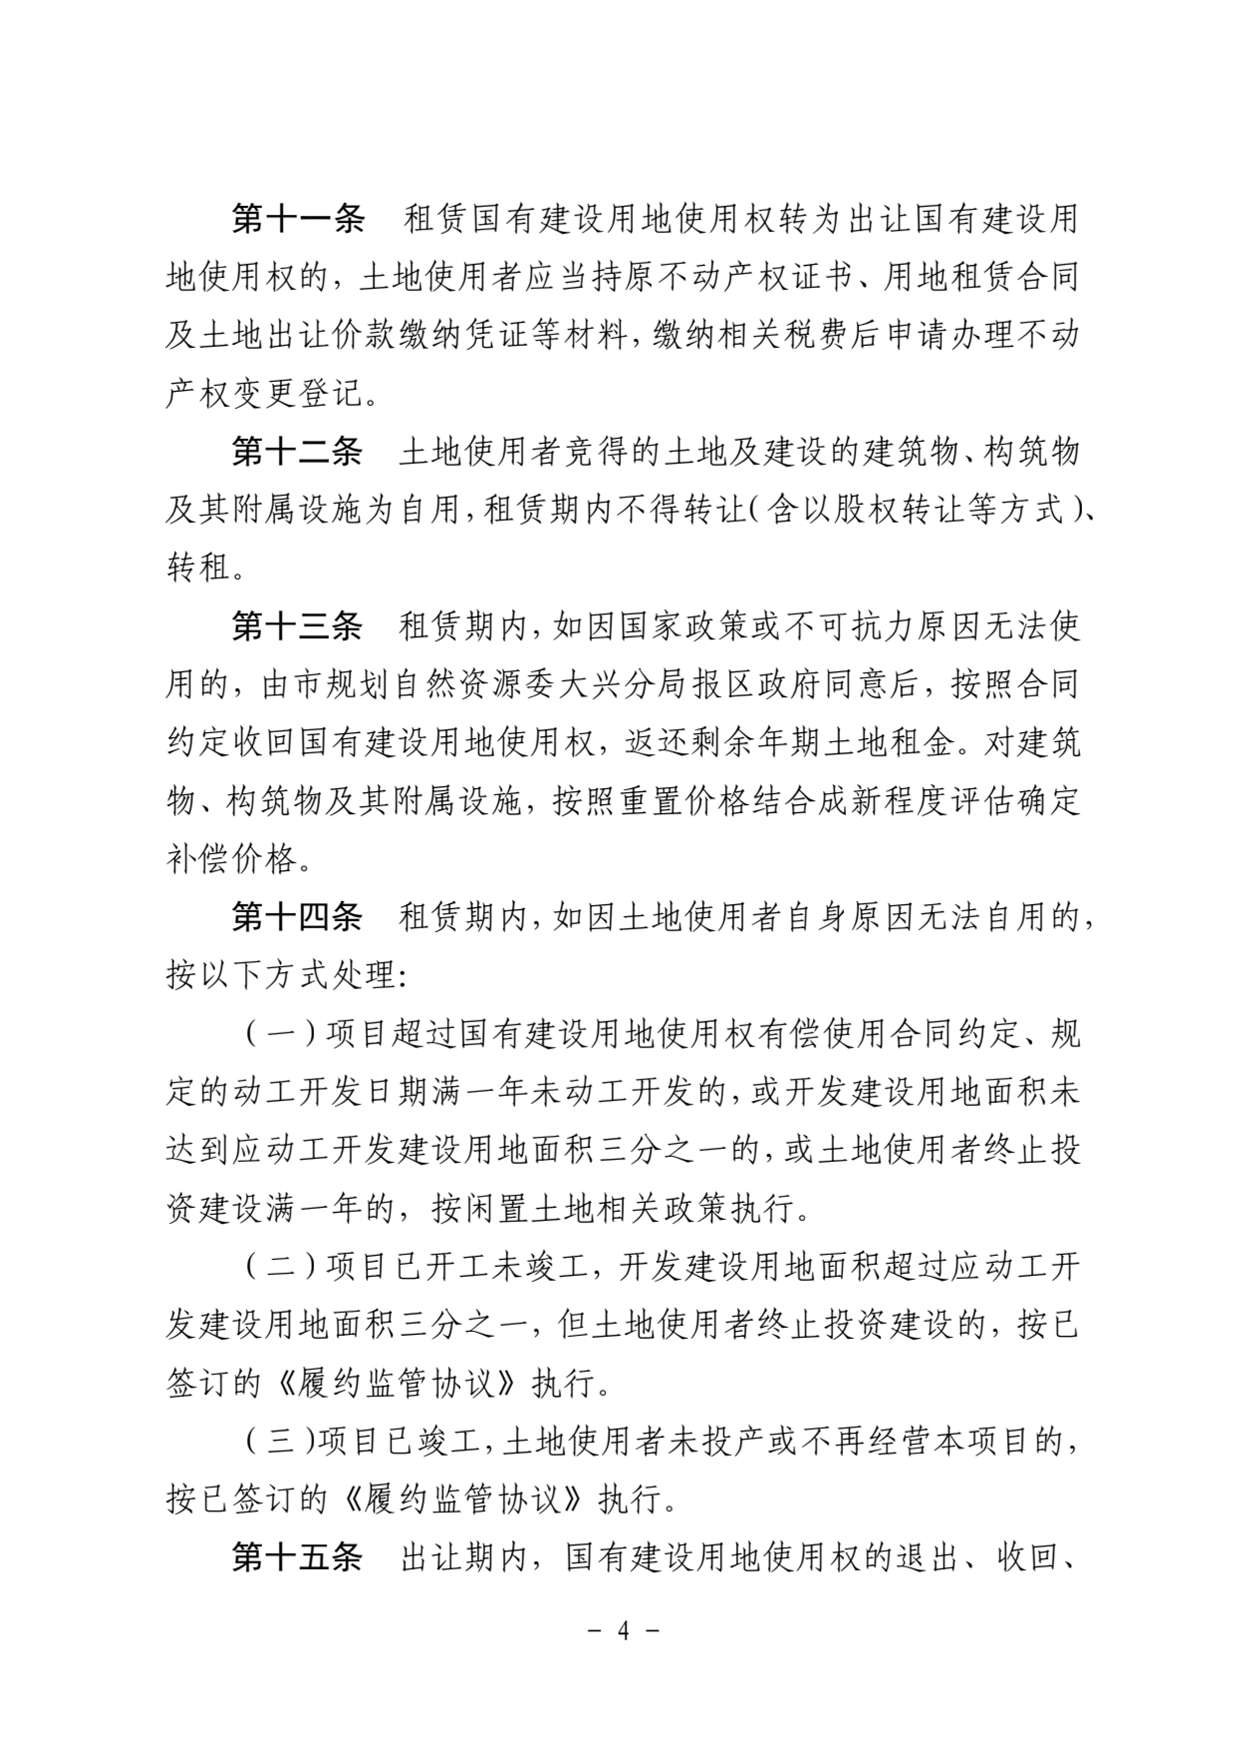 第十一条　租赁国有建设用地使用权转为出让国有建设用
地使用权的，土地使用者应当持原不动产权证书、用地租赁合同
及土地出让价款缴纳凭证等材料，缴纳相关税费后申请办理不动
产权变更登记。
第十二条　土地使用者竞得的土地及建设的建筑物、构筑物
及其附属设施为自用，租赁期内不得转让(含以股权转让等方式)、
转租。
第十三条　租赁期内，如因国家政策或不可抗力原因无法使
用的，由市规划自然资源委大兴分局报区政府同意后，按照合同
约定收回国有建设用地使用权，返还剩余年期土地租金。对建筑
物、构筑物及其附属设施，按照重置价格结合成新程度评估确定
补偿价格。
第十四条　租赁期内，如因土地使用者自身原因无法自用的，
按以下方式处理：
（一）项目超过国有建设用地使用权有偿使用合同约定、规
定的动工开发日期满一年未动工开发的，或开发建设用地面积未
达到应动工开发建设用地面积三分之一的，或土地使用者终止投
资建设满一年的，按闲置土地相关政策执行。
（二）项目已开工未竣工，开发建设用地面积超过应动工开
发建设用地面积三分之一，但土地使用者终止投资建设的，按已
签订的《履约监管协议》执行。
（三）项目已竣工，土地使用者未投产或不再经营本项目的，
按已签订的《履约监管协议》执行。
第十五条　出让期内，国有建设用地使用权的退出、收回、
- 4 -